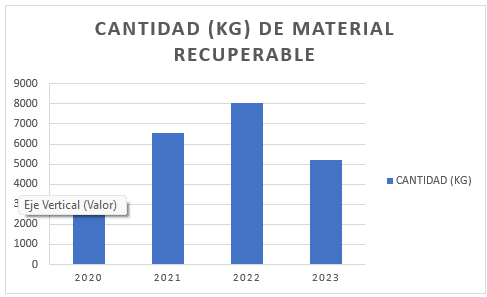 CANTIDAD (KG) DE MATERIAL
RECUPERABLE
9000
8000
7000
6000
5000
4000
3
Eje Vertical (Valor)
2000
1000
0
2020 2021 2022 2023
CANTIDAD (KG)